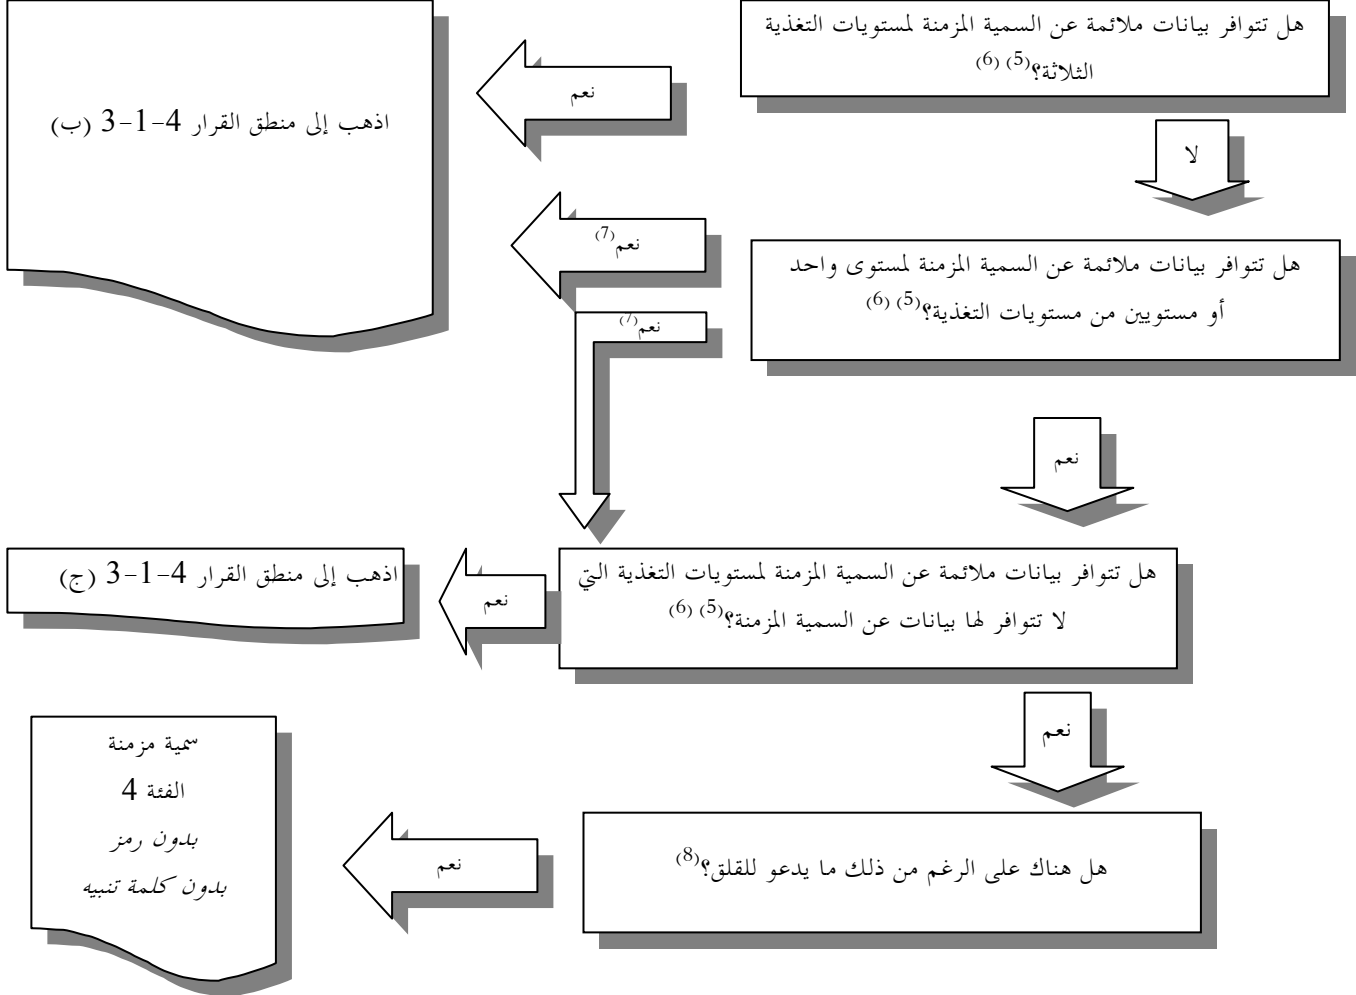 هل تتوافر بيانات ملائمة عن السمية المزمنة لمستويات التغذية
الثلاثة؟(5) (6)
نعم
اذهب إلى منطق القرار 4-1-3 (ب)
لا
هل تتوافر بيانات ملائمة عن السمية المزمنة لمستوى واحد
أو مستويين من مستويات التغذية؟(5) (6)
نعم(7)
نعم(7)
نعم
هل تتوافر بيانات ملائمة عن السمية المزمنة لمستويات التغذية التي
لا تتوافر لها بيانات عن السمية المزمنة؟(5) (6)
نعم
اذهب إلى منطق القرار 4-1-3 (ج)
نعم
هل هناك على الرغم من ذلك ما يدعو للقلق؟(8)
نعم
سمية مزمنة
الفئة 4
بدون رمز
بدون كلمة تنبيه